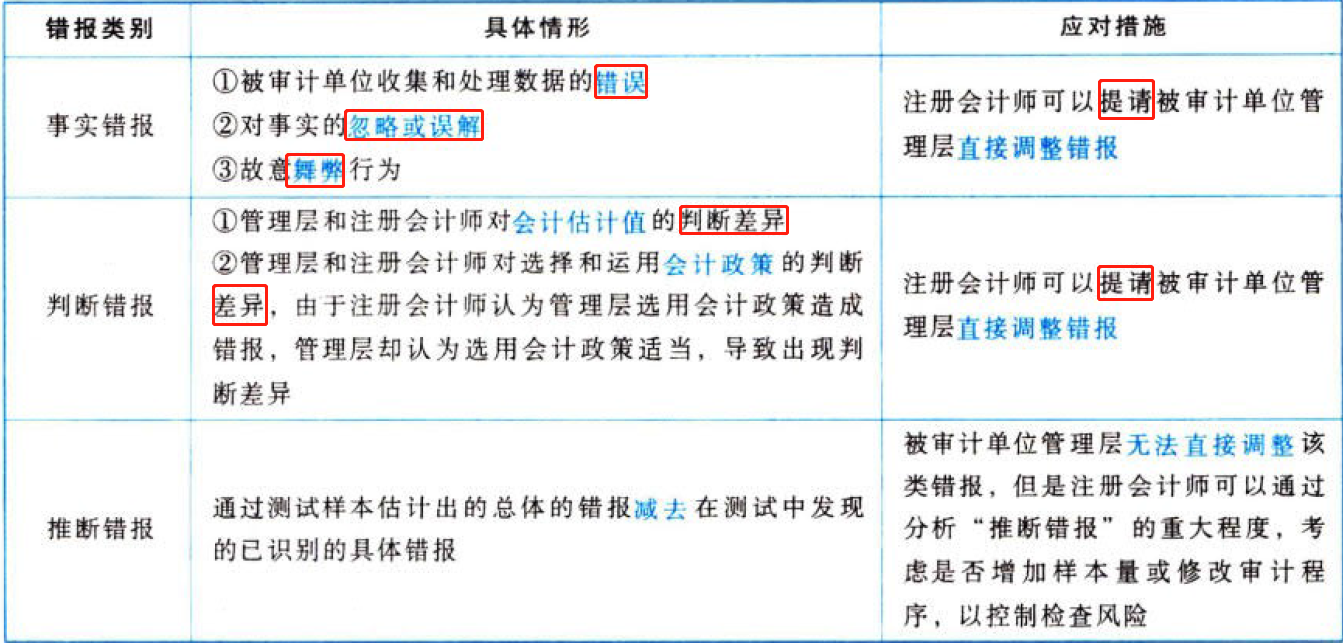 错报类别 具体情形 应对措施
事实错报
①被审计单位收集和处理数据的错误
②对事实的忽略或误解
③故意舞弊行为
注册会计师可以提请被审计单位管
理层直接调整错报
判断错报
①管理层和注册会计师对会计估计值的判断差异
②管理层和注册会计师对选择和运用会计政策的判断
差异，由于注册会计师认为管理层选用会计政策造成
错报，管理层却认为选用会计政策适当，导致出现判
断差异
注册会计师可以提请被审计单位管
理层直接调整错报
推断错报
通过测试样本估计出的总体的错报减去在测试中发现
的已识别的具体错报
被审计单位管理层无法直接调整该
类错报，但是注册会计师可以通过
分析“推断错报”的重大程度，考
虑是否增加样本量或修改审计程
序，以控制检查风险